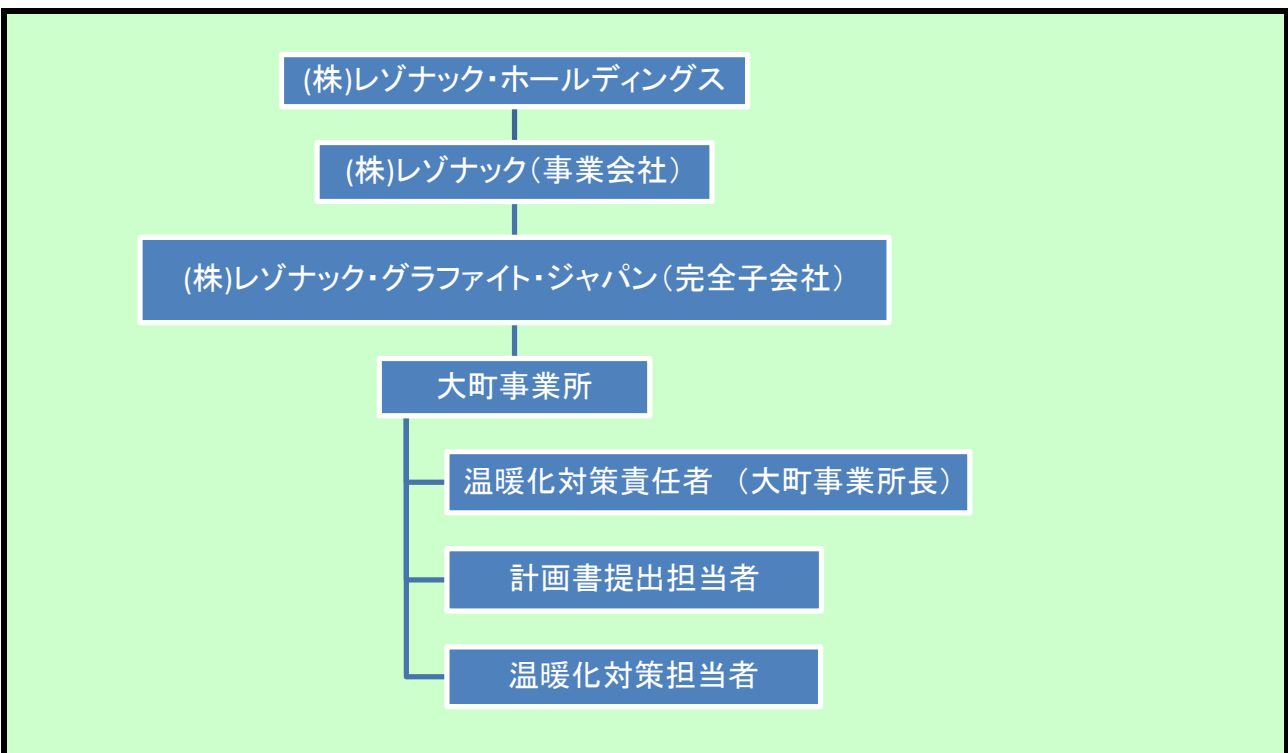 (株)レゾナック・ホールディングス
(株)レゾナック（事業会社）
(株)レゾナック・グラファイト・ジャパン（完全子会社）
大町事業所
温暖化対策責任者　（大町事業所長）
計画書提出担当者
温暖化対策担当者